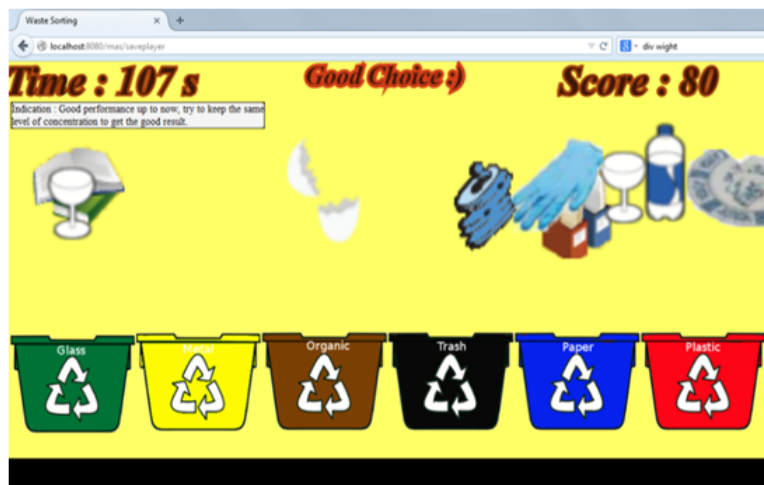 Waste Sorting
localhost:8080/mas/saveplayer
div wight
Time : 107 s
Good Choice :)
Score : 80
Indication : Good performance up to now, try to keep the same
level of concentration to get the good result.
Glass
Metal
Organic
Trash
Paper
Plastic